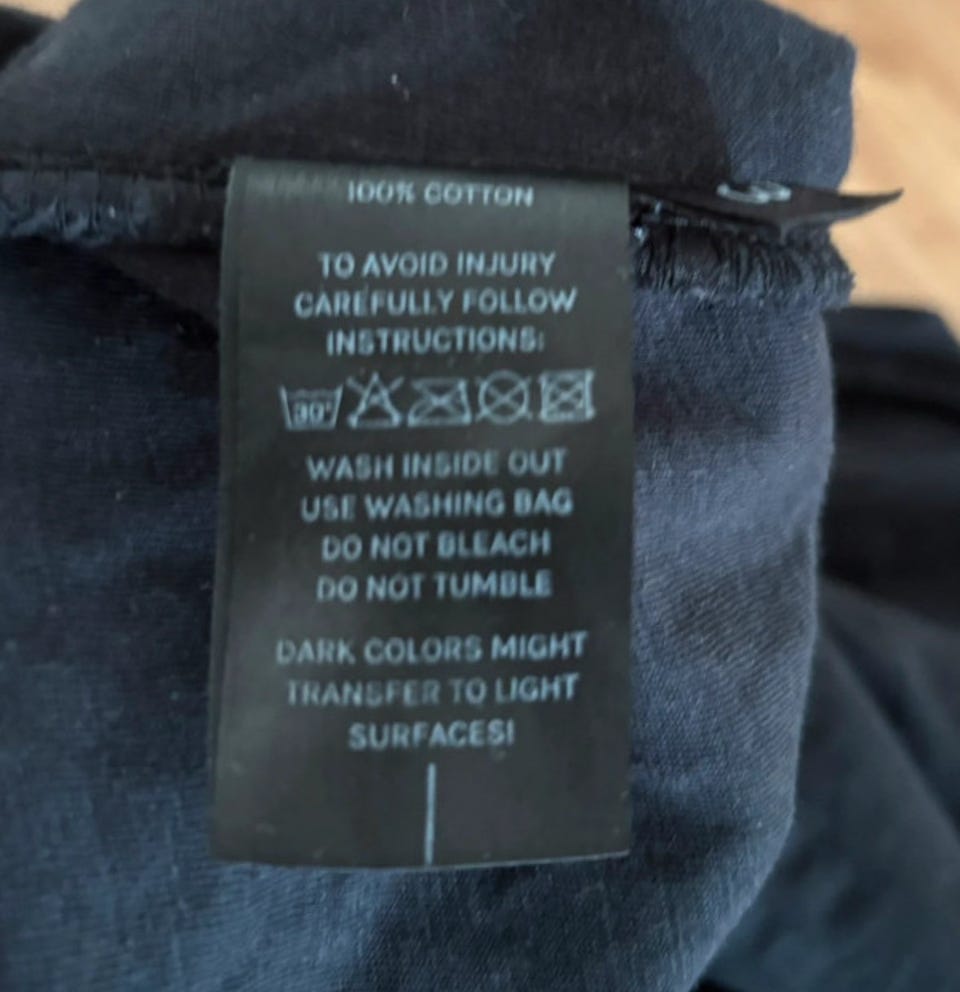 100% COTTON
TO AVOID INJURY
CAREFULLY FOLLOW
INSTRUCTIONS:
30°
WASH INSIDE OUT
USE WASHING BAG
DO NOT BLEACH
DO NOT TUMBLE
DARK COLORS MIGHT
TRANSFER TO LIGHT
SURFACES!